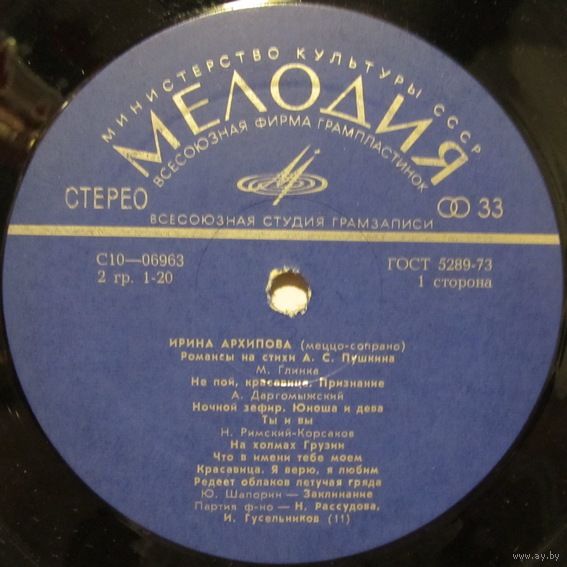 МИНИСТЕРСТВО КУЛЬТУРЫ СССР
МЕЛОДИЯ
ВСЕСОЮЗНАЯ ФИРМА ГРАМПЛАСТИНОК
СТЕРЕО
33
ВСЕСОЮЗНАЯ СТУДИЯ ГРАМЗАПИСИ
С10—06963
ГОСТ 5289-73
2 гр. 1-20
1 сторона
ИРИНА АРХИПОВА (меццо-сопрано)
Романсы на стихи А. С. Пушкина
М. Глинка
Не пой, красавица. Признание
А. Даргомыжский
Ночной зефир. Юноша и дева
Ты и вы
Н. Римский-Корсаков
На холмах Грузии
Что в имени тебе моем
Красавица. Я верю, я любим
Редеет облаков летучая гряда
Ю. Шапорин — Заклинание
Партия ф-но — Н. Рассудова,
И. Гусельников (11)
www.ay.by